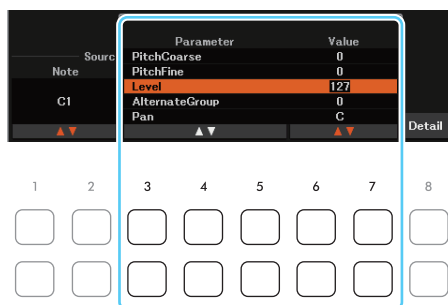 Parameter Value
Sourc PitchCoarse 0
Note PitchFine 0
Level 127
C1 AlternateGroup 0
Pan C
▲▼ ▲▼ ▲▼ Detail
1 2 3 4 5 6 7 8